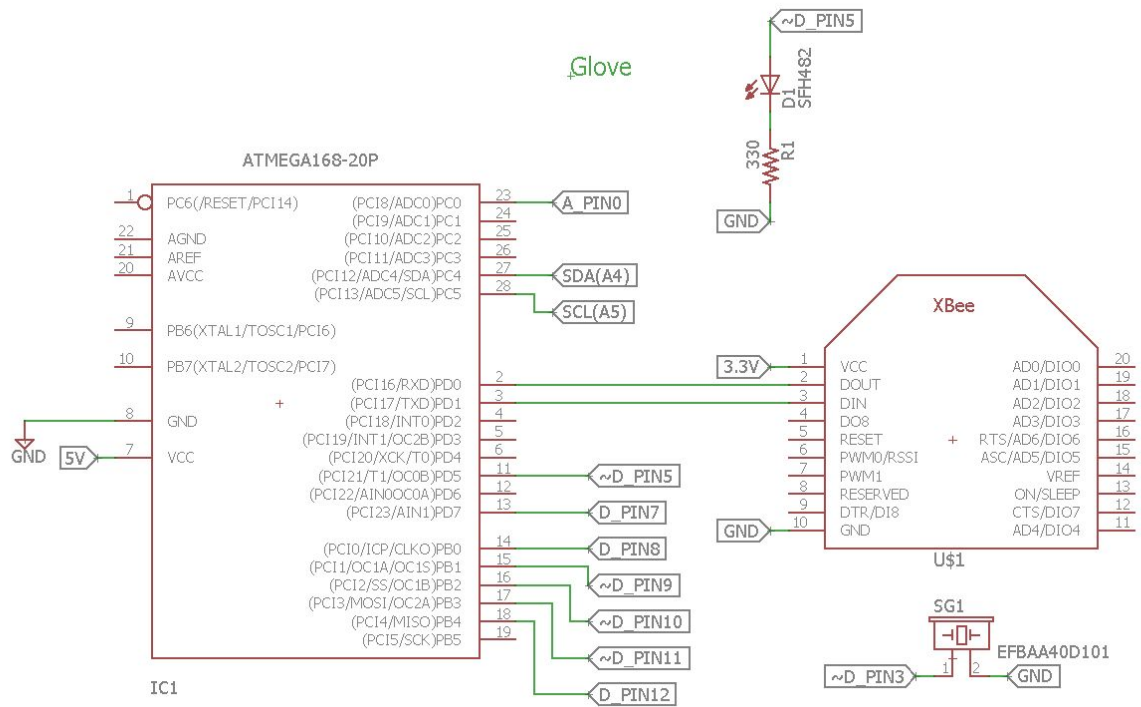 ~D_PIN5
Glove
D1
SFH482
330
R1
GND
ATMEGA168-20P
1 PC6(/RESET/PCI14)
22 AGND
21 AREF
20 AVCC
9 PB6(XTAL1/TOSC1/PCI6)
10 PB7(XTAL2/TOSC2/PCI7)
GND 8 GND
5V 7 VCC
(PCI8/ADC0)PC0 23 A_PIN0
(PCI9/ADC1)PC1 24
(PCI10/ADC2)PC2 25
(PCI11/ADC3)PC3 26
(PCI12/ADC4/SDA)PC4 27 SDA(A4)
(PCI13/ADC5/SCL)PC5 28 SCL(A5)
(PCI16/RXD)PD0 2
(PCI17/TXD)PD1 3
(PCI18/INT0)PD2 4
(PCI19/INT1/OC2B)PD3 5
(PCI20/XCK/T0)PD4 6
(PCI21/T1/OC0B)PD5 11 ~D_PIN5
(PCI22/AIN0OC0A)PD6 12
(PCI23/AIN1)PD7 13 D_PIN7
(PCI0/ICP/CLKO)PB0 14 D_PIN8
(PCI1/OC1A/OC1S)PB1 15 ~D_PIN9
(PCI2/SS/OC1B)PB2 16 ~D_PIN10
(PCI3/MOSI/OC2A)PB3 17 ~D_PIN11
(PCI4/MISO)PB4 18 D_PIN12
(PCI5/SCK)PB5 19
IC1
XBee
3.3V 1 VCC
2 DOUT
3 DIN
4 DO8
5 RESET
6 PWM0/RSSI
7 PWM1
8 RESERVED
9 DTR/DI8
GND 10 GND
AD0/DIO0 20
AD1/DIO1 19
AD2/DIO2 18
AD3/DIO3 17
RTS/AD6/DIO6 16
ASC/AD5/DIO5 15
VREF 14
ON/SLEEP 13
CTS/DIO7 12
AD4/DIO4 11
U$1
SG1
EFBAA40D101
~D_PIN3 1 2 GND